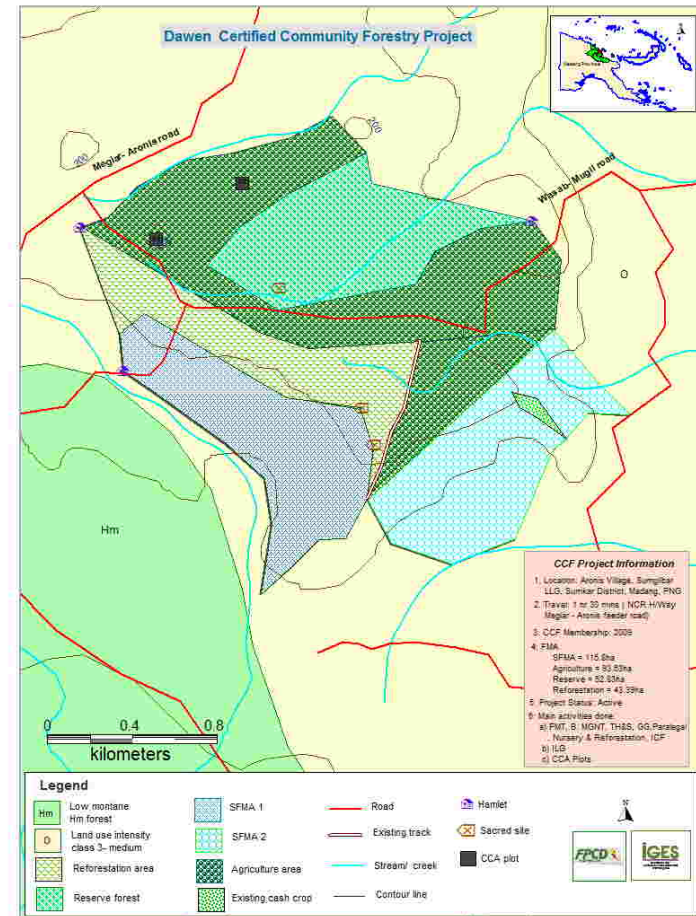 Dawen Certified Community Forestry Project
Madang Province
200
200
Meglar- Aronis road
Wasab- Mugil road
O
Hm
CCF Project Information
1. Location: Aronis Village, Sumgilbar
LLG, Sumkar District, Madang, PNG
2. Travel: 1 hr 30 mins ( NCR H/Way
Meglar - Aronis feeder road)
3: CCF Membership: 2009
4: FMA:
SFMA = 115.8ha
Agriculture = 93.53ha
Reserve = 52.83ha
Reforestation = 43.39ha
5: Project Status: Active
6: Main activities done:
a) FMT, B. MGNT, TH&S, GG,Paralegal
, Nursery & Reforestation, ICF
b) ILG
c) CCA Plots
0 0.4 0.8
kilometers
Legend
Hm Low montane
Hm forest
O Land use intensity
class 3- medium
Reforestation area
Reserve forest
SFMA 1
SFMA 2
Agriculture area
Existing cash crop
Road
Existing track
Stream/ creek
Contour line
Hamlet
Sacred site
CCA plot
N
FPCD
IGES